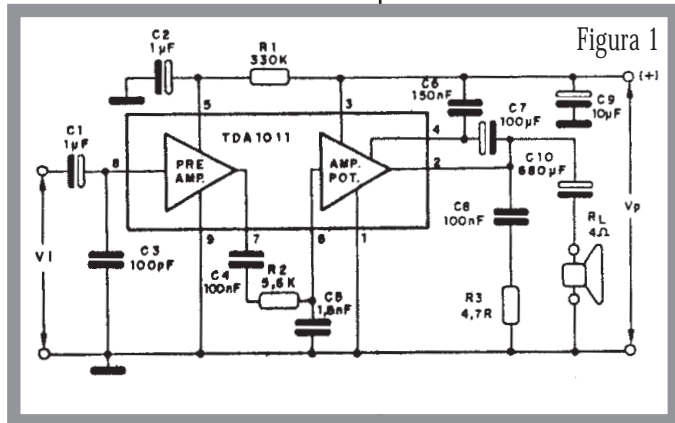 Figura 1
C2
1µF
R1
330K
C6
150nF
C7
100µF
C9
10µF
(+)
5
3
4
TDA1011
C1
1µF
8
PRE
AMP.
AMP.
POT.
2
C10
680µF
C8
100nF
RL
4Ω
Vp
VI
C3
100pF
9
7
6
1
C4
100nF
R2
5,6K
C5
1,8nF
R3
4,7R